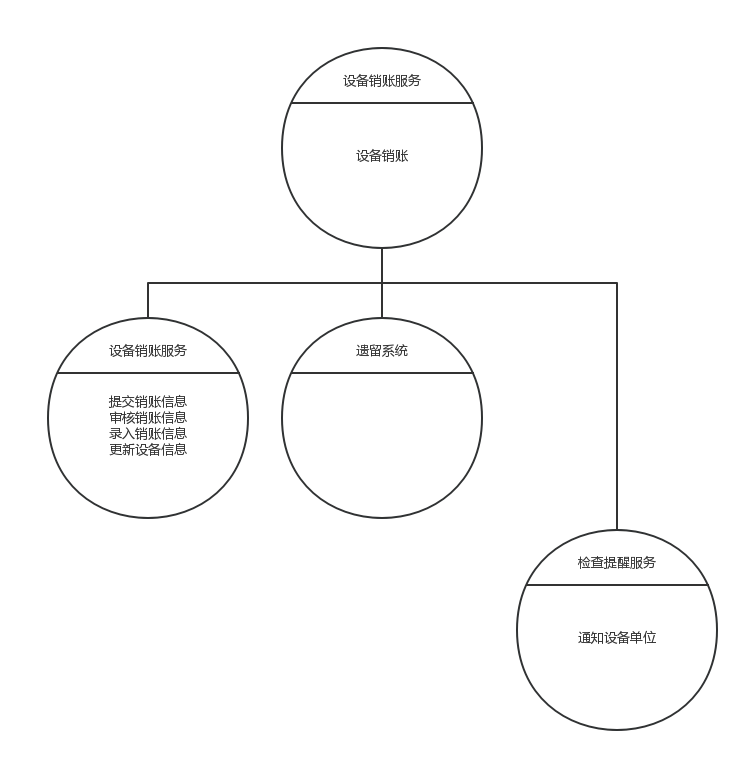 设备销账服务
设备销账
设备销账服务
提交销账信息
审核销账信息
录入销账信息
更新设备信息
遗留系统
检查提醒服务
通知设备单位